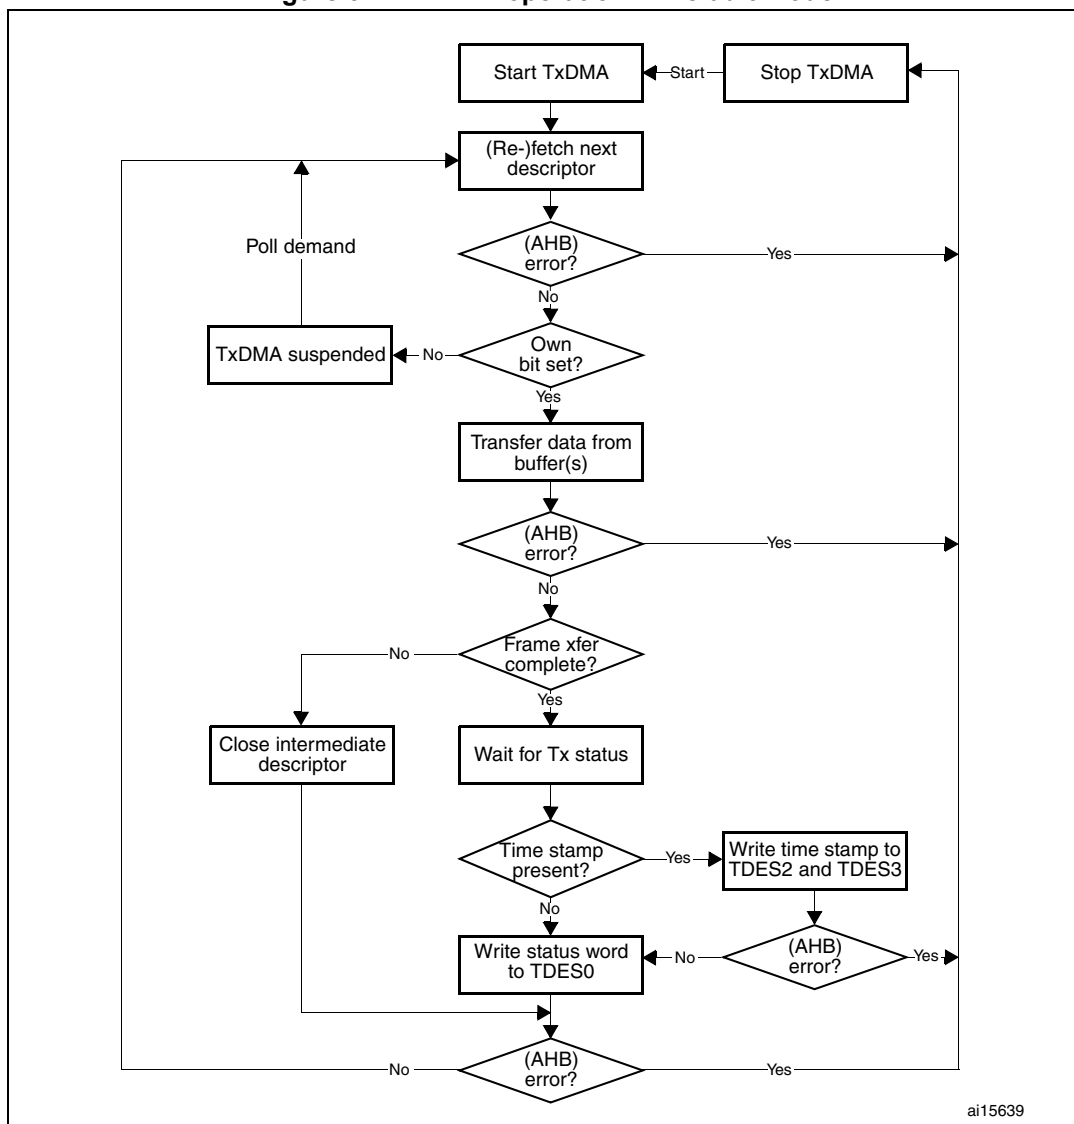 Start TxDMA
Start
Stop TxDMA
(Re-)fetch next
descriptor
Poll demand
(AHB)
error?
Yes
No
TxDMA suspended
No
Own
bit set?
Yes
Transfer data from
buffer(s)
(AHB)
error?
Yes
No
Frame xfer
complete?
No
Yes
Close intermediate
descriptor
Wait for Tx status
Time stamp
present?
Yes
Write time stamp to
TDES2 and TDES3
No
Write status word
to TDES0
No
(AHB)
error?
Yes
No
(AHB)
error?
Yes
ai15639